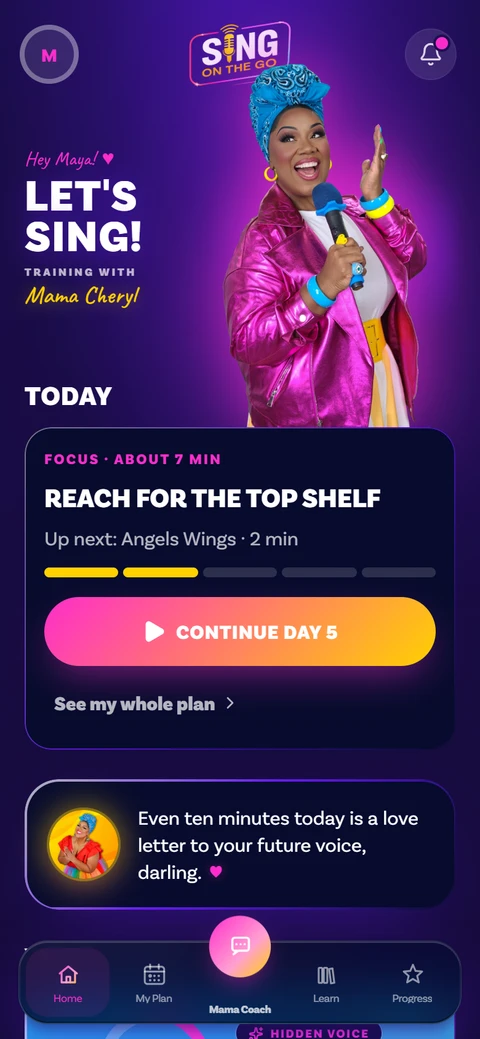 M
SING
ON THE GO
Hey Maya! ♥
LET'S
SING!
TRAINING WITH
Mama Cheryl
TODAY
FOCUS · ABOUT 7 MIN
REACH FOR THE TOP SHELF
Up next: Angels Wings · 2 min
CONTINUE DAY 5
See my whole plan
Even ten minutes today is a love
letter to your future voice,
darling. ♥
Home
My Plan
Mama Coach
Learn
Progress
HIDDEN VOICE